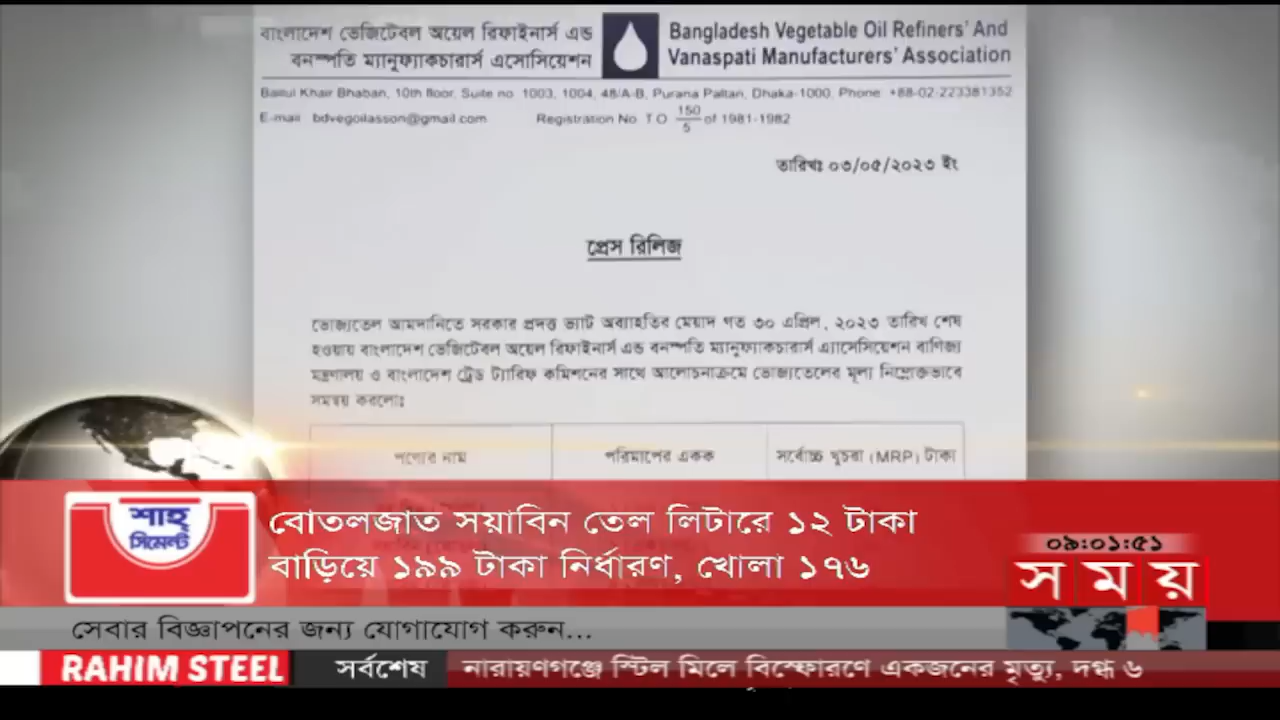 বাংলাদেশ ভেজিটেবল অয়েল রিফাইনার্স এন্ড
বনস্পতি ম্যানুফ্যাকচারার্স এসোসিয়েশন
Bangladesh Vegetable Oil Refiners' And
Vanaspati Manufacturers' Association
Baitul Khair Bhaban, 10th floor, Suite no 1003, 1004, 48/A-B, Purana Paltan, Dhaka-1000, Phone: +88-02-223381352
E-mail bdvegoilasson@gmail.com Registration No T O 150/5 of 1981-1982
তারিখঃ ০৩/০৫/২০২৩ ইং
প্রেস রিলিজ
ভোজ্যতেল আমদানিতে সরকার প্রদত্ত ভ্যাট অব্যাহতির মেয়াদ গত ৩০ এপ্রিল, ২০২৩ তারিখ শেষ
হওয়ায় বাংলাদেশ ভেজিটেবল অয়েল রিফাইনার্স এন্ড বনস্পতি ম্যানুফ্যাকচারার্স এ্যাসেসিয়েশন বাণিজ্য
মন্ত্রণালয় ও বাংলাদেশ ট্রেড ট্যারিফ কমিশনের সাথে আলোচনাক্রমে ভোজ্যতেলের মূল্য নিম্নোক্তভাবে
সমন্বয় করলোঃ
পণ্যের নাম পরিমাপের একক সর্বোচ্চ খুচরা (MRP) টাকা
শাহ্
সিমেন্ট
বোতলজাত সয়াবিন তেল লিটারে ১২ টাকা
বাড়িয়ে ১৯৯ টাকা নির্ধারণ, খোলা ১৭৬
০৯:০১:৫১
সময়
সেবার বিজ্ঞাপনের জন্য যোগাযোগ করুন...
RAHIM STEEL সর্বশেষ নারায়ণগঞ্জে স্টিল মিলে বিস্ফোরণে একজনের মৃত্যু, দগ্ধ ৬